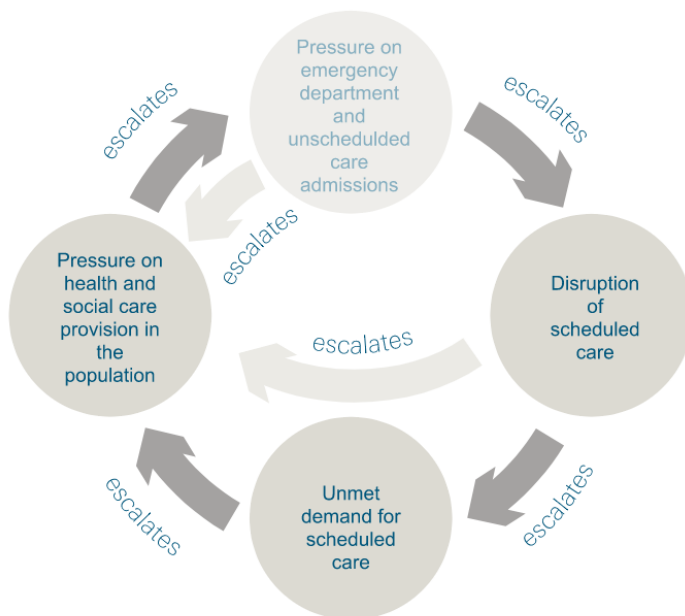 Pressure on
emergency
department
and
unschedulded
care
admissions
escalates
escalates
escalates
Pressure on
health and
social care
provision in
the
population
Disruption
of
scheduled
care
escalates
Unmet
demand for
scheduled
care
escalates
escalates